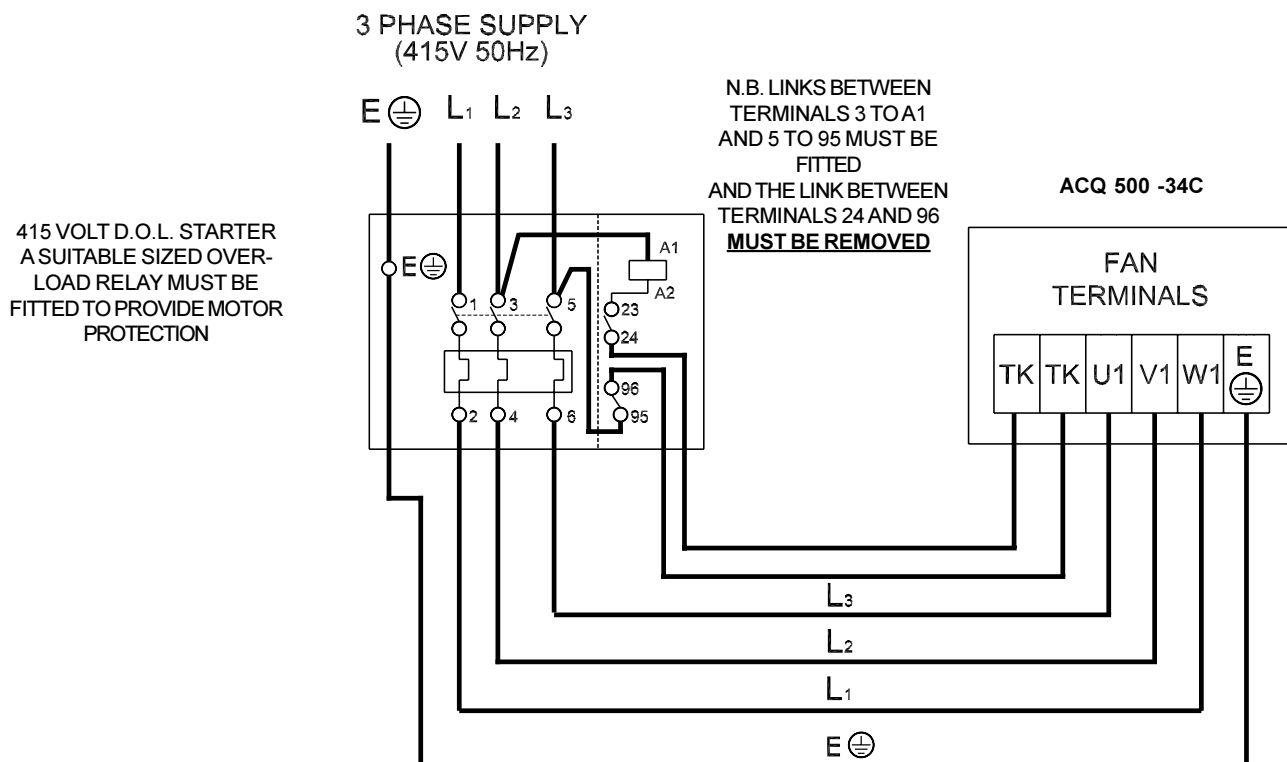 3 PHASE SUPPLY
(415V 50Hz)
E L1 L2 L3
N.B. LINKS BETWEEN
TERMINALS 3 TO A1
AND 5 TO 95 MUST BE
FITTED
AND THE LINK BETWEEN
TERMINALS 24 AND 96
MUST BE REMOVED
ACQ 500 -34C
415 VOLT D.O.L. STARTER
A SUITABLE SIZED OVER-
LOAD RELAY MUST BE
FITTED TO PROVIDE MOTOR
PROTECTION
E
A1
A2
1 3 5 23
24
96
2 4 6 95
FAN
TERMINALS
TK TK U1 V1 W1 E
L3
L2
L1
E